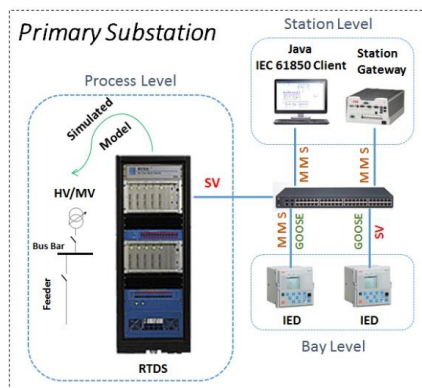 Primary Substation
Station Level
Java
IEC 61850 Client
Station
Gateway
Process Level
Simulated
Model
HV/MV
Bus Bar
Feeder
RTDS
SV
MMS
MMS
MMS
GOOSE
GOOSE
SV
IED
IED
Bay Level